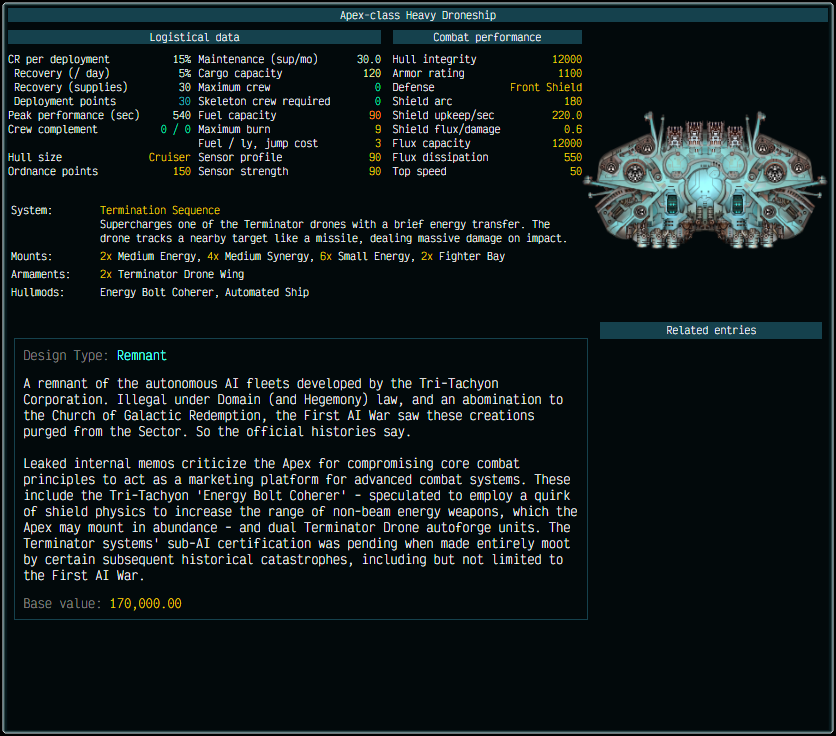 Apex-class Heavy Droneship
Logistical data
Combat performance
CR per deployment 15% Maintenance (sup/mo) 30.0 Hull integrity 12000
Recovery (/ day) 5% Cargo capacity 120 Armor rating 1100
Recovery (supplies) 30 Maximum crew 0 Defense Front Shield
Deployment points 30 Skeleton crew required 0 Shield arc 180
Peak performance (sec) 540 Fuel capacity 90 Shield upkeep/sec 220.0
Crew complement 0 / 0 Maximum burn 9 Shield flux/damage 0.6
Fuel / ly, jump cost 3 Flux capacity 12000
Hull size Cruiser Sensor profile 90 Flux dissipation 550
Ordnance points 150 Sensor strength 90 Top speed 50
System: Termination Sequence
Supercharges one of the Terminator drones with a brief energy transfer. The
drone tracks a nearby target like a missile, dealing massive damage on impact.
Mounts: 2x Medium Energy, 4x Medium Synergy, 6x Small Energy, 2x Fighter Bay
Armaments: 2x Terminator Drone Wing
Hullmods: Energy Bolt Coherer, Automated Ship
Related entries
Design Type: Remnant
A remnant of the autonomous AI fleets developed by the Tri-Tachyon
Corporation. Illegal under Domain (and Hegemony) law, and an abomination to
the Church of Galactic Redemption, the First AI War saw these creations
purged from the Sector. So the official histories say.
Leaked internal memos criticize the Apex for compromising core combat
principles to act as a marketing platform for advanced combat systems. These
include the Tri-Tachyon 'Energy Bolt Coherer' - speculated to employ a quirk
of shield physics to increase the range of non-beam energy weapons, which the
Apex may mount in abundance - and dual Terminator Drone autoforge units. The
Terminator systems' sub-AI certification was pending when made entirely moot
by certain subsequent historical catastrophes, including but not limited to
the First AI War.
Base value: 170,000.00